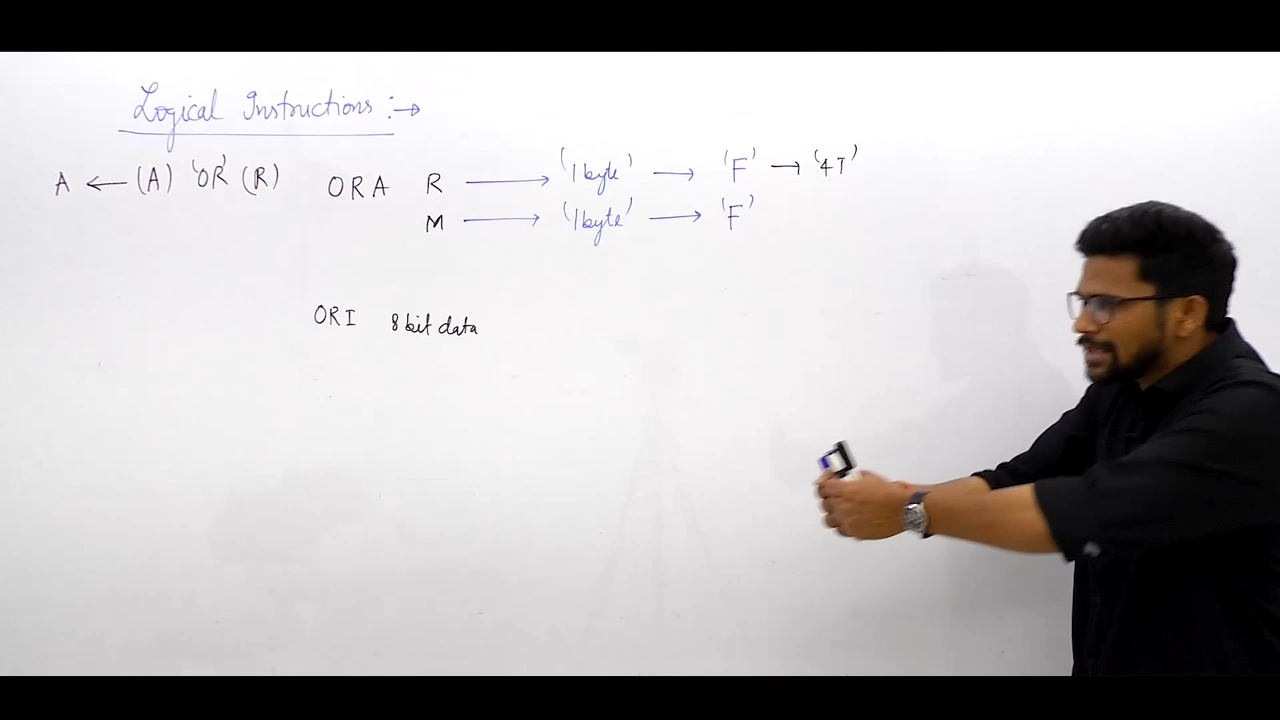 Logical Instructions :→
A ← (A) 'OR' (R) ORA R → '1 byte' → 'F' → '4T'
M → '1 byte' → 'F'
ORI 8 bit data